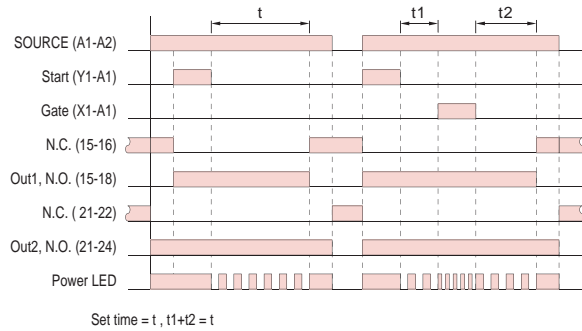 t t1 t2
SOURCE (A1-A2)
Start (Y1-A1)
Gate (X1-A1)
N.C. (15-16)
Out1, N.O. (15-18)
N.C. ( 21-22)
Out2, N.O. (21-24)
Power LED
Set time = t , t1+t2 = t